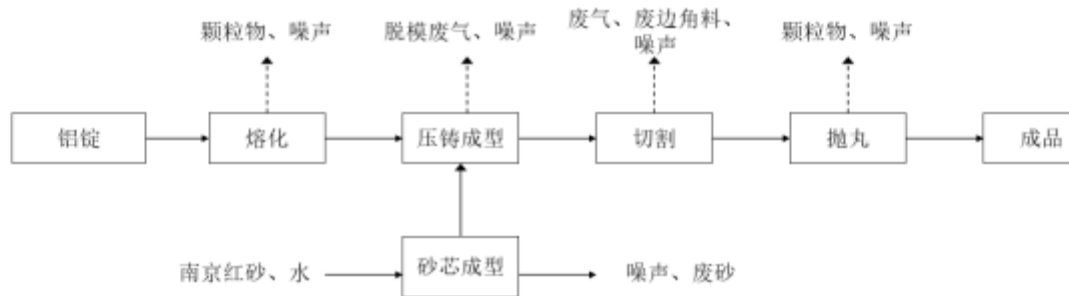 颗粒物、噪声
脱模废气、噪声
废气、废边角料、
噪声
颗粒物、噪声
铝锭
熔化
压铸成型
切割
抛丸
成品
南京红砂、水
砂芯成型
噪声、废砂